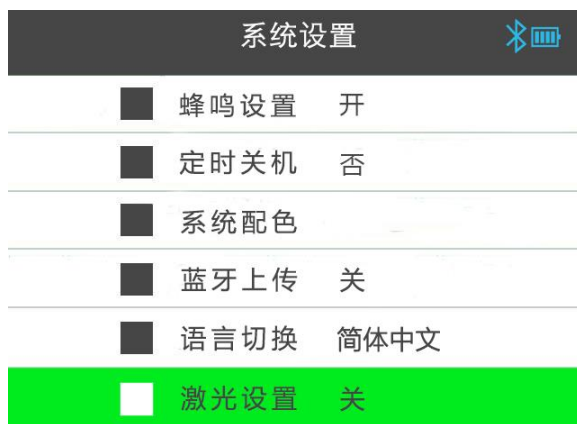 系统设置
蜂鸣设置 开
定时关机 否
系统配色
蓝牙上传 关
语言切换 简体中文
激光设置 关